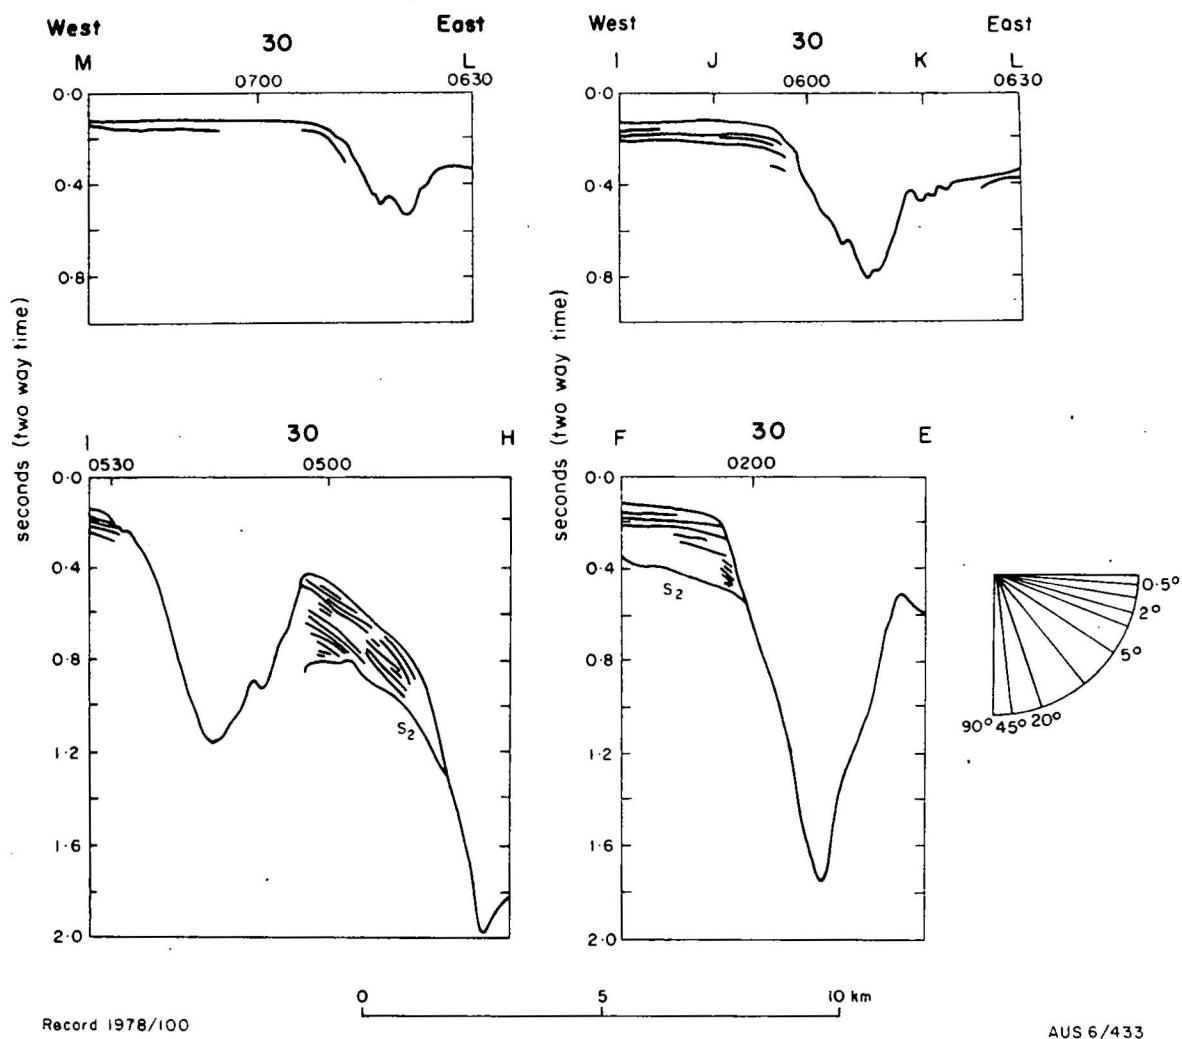 West East
30
M L
0700 0630
0·0
0·4
0·8
West East
30
I J K L
0600 0630
0·0
0·4
0·8
seconds (two way time)
seconds (two way time)
I 30 H
0530 0500
0·0
0·4
0·8
1·2
1·6
2·0
S2
F 30 E
0200
0·0
0·4
0·8
1·2
1·6
2·0
S2
0·5°
2°
5°
20°
45°
90°
0 5 10 km
Record 1978/100
AUS 6/433